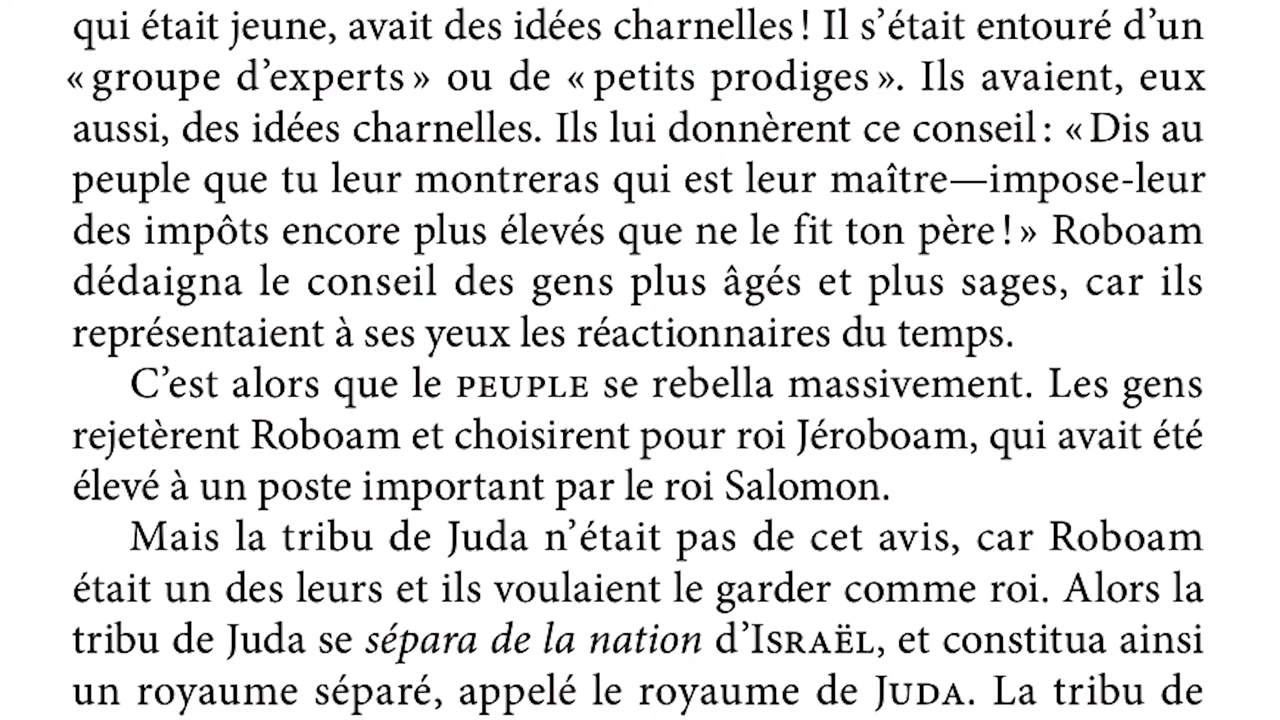 qui était jeune, avait des idées charnelles ! Il s’était entouré d’un
« groupe d’experts » ou de « petits prodiges ». Ils avaient, eux
aussi, des idées charnelles. Ils lui donnèrent ce conseil : « Dis au
peuple que tu leur montreras qui est leur maître—impose-leur
des impôts encore plus élevés que ne le fit ton père ! » Roboam
dédaigna le conseil des gens plus âgés et plus sages, car ils
représentaient à ses yeux les réactionnaires du temps.
C’est alors que le PEUPLE se rebella massivement. Les gens
rejetèrent Roboam et choisirent pour roi Jéroboam, qui avait été
élevé à un poste important par le roi Salomon.
Mais la tribu de Juda n’était pas de cet avis, car Roboam
était un des leurs et ils voulaient le garder comme roi. Alors la
tribu de Juda se sépara de la nation d’ISRAËL, et constitua ainsi
un royaume séparé, appelé le royaume de JUDA. La tribu de